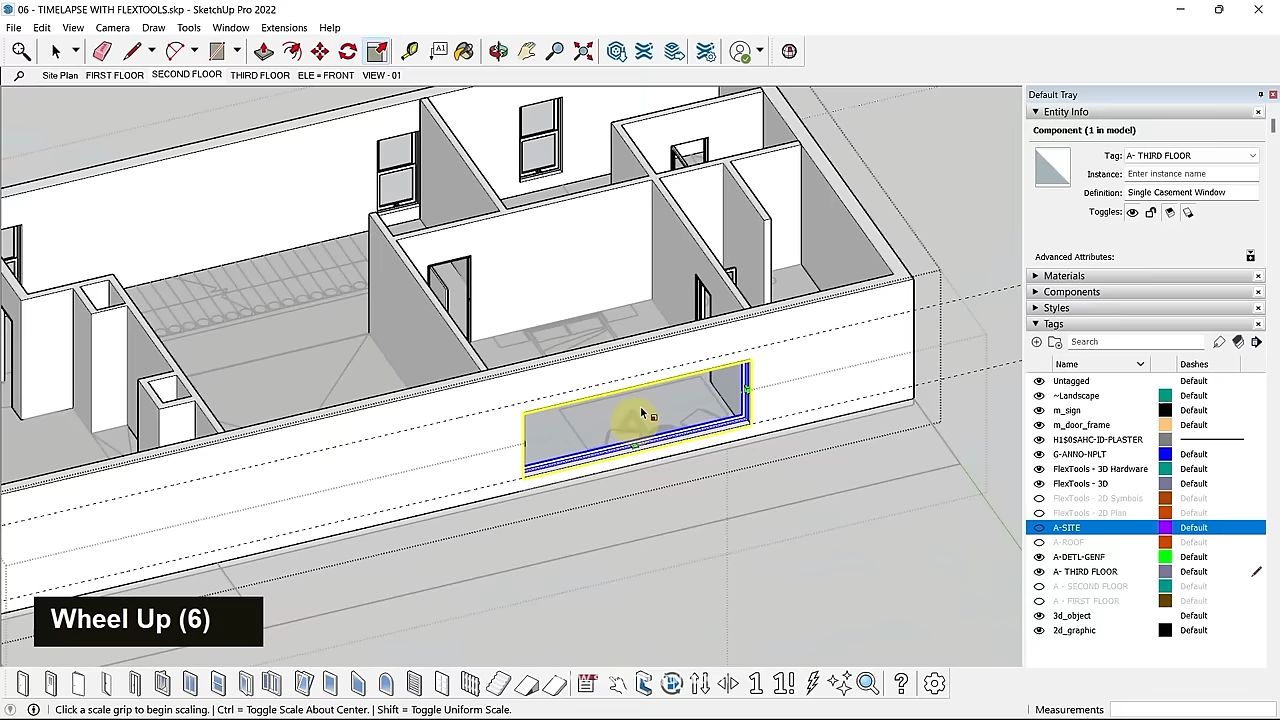 06 - TIMELAPSE WITH FLEXTOOLS.skp - SketchUp Pro 2022
File Edit View Camera Draw Tools Window Extensions Help
Site Plan FIRST FLOOR SECOND FLOOR THIRD FLOOR ELE = FRONT VIEW - 01
Default Tray
Entity Info
Component (1 in model)
Tag: A- THIRD FLOOR
Instance: Enter instance name
Definition: Single Casement Window
Toggles:
Advanced Attributes:
Materials
Components
Styles
Tags
Search
Name Dashes
Untagged Default
~Landscape Default
m_sign Default
m_door_frame Default
H1$0$AHC-ID-PLASTER
G-ANNO-NPLT Default
FlexTools - 3D Hardware Default
FlexTools - 3D Default
FlexTools - 2D Symbols Default
FlexTools - 2D Plan Default
A-SITE Default
A-ROOF Default
A-DETL-GENF Default
A- THIRD FLOOR Default
A - SECOND FLOOR Default
A - FIRST FLOOR Default
3d_object Default
2d_graphic Default
Wheel Up (6)
Click a scale grip to begin scaling. | Ctrl = Toggle Scale About Center. | Shift = Toggle Uniform Scale.
Measurements